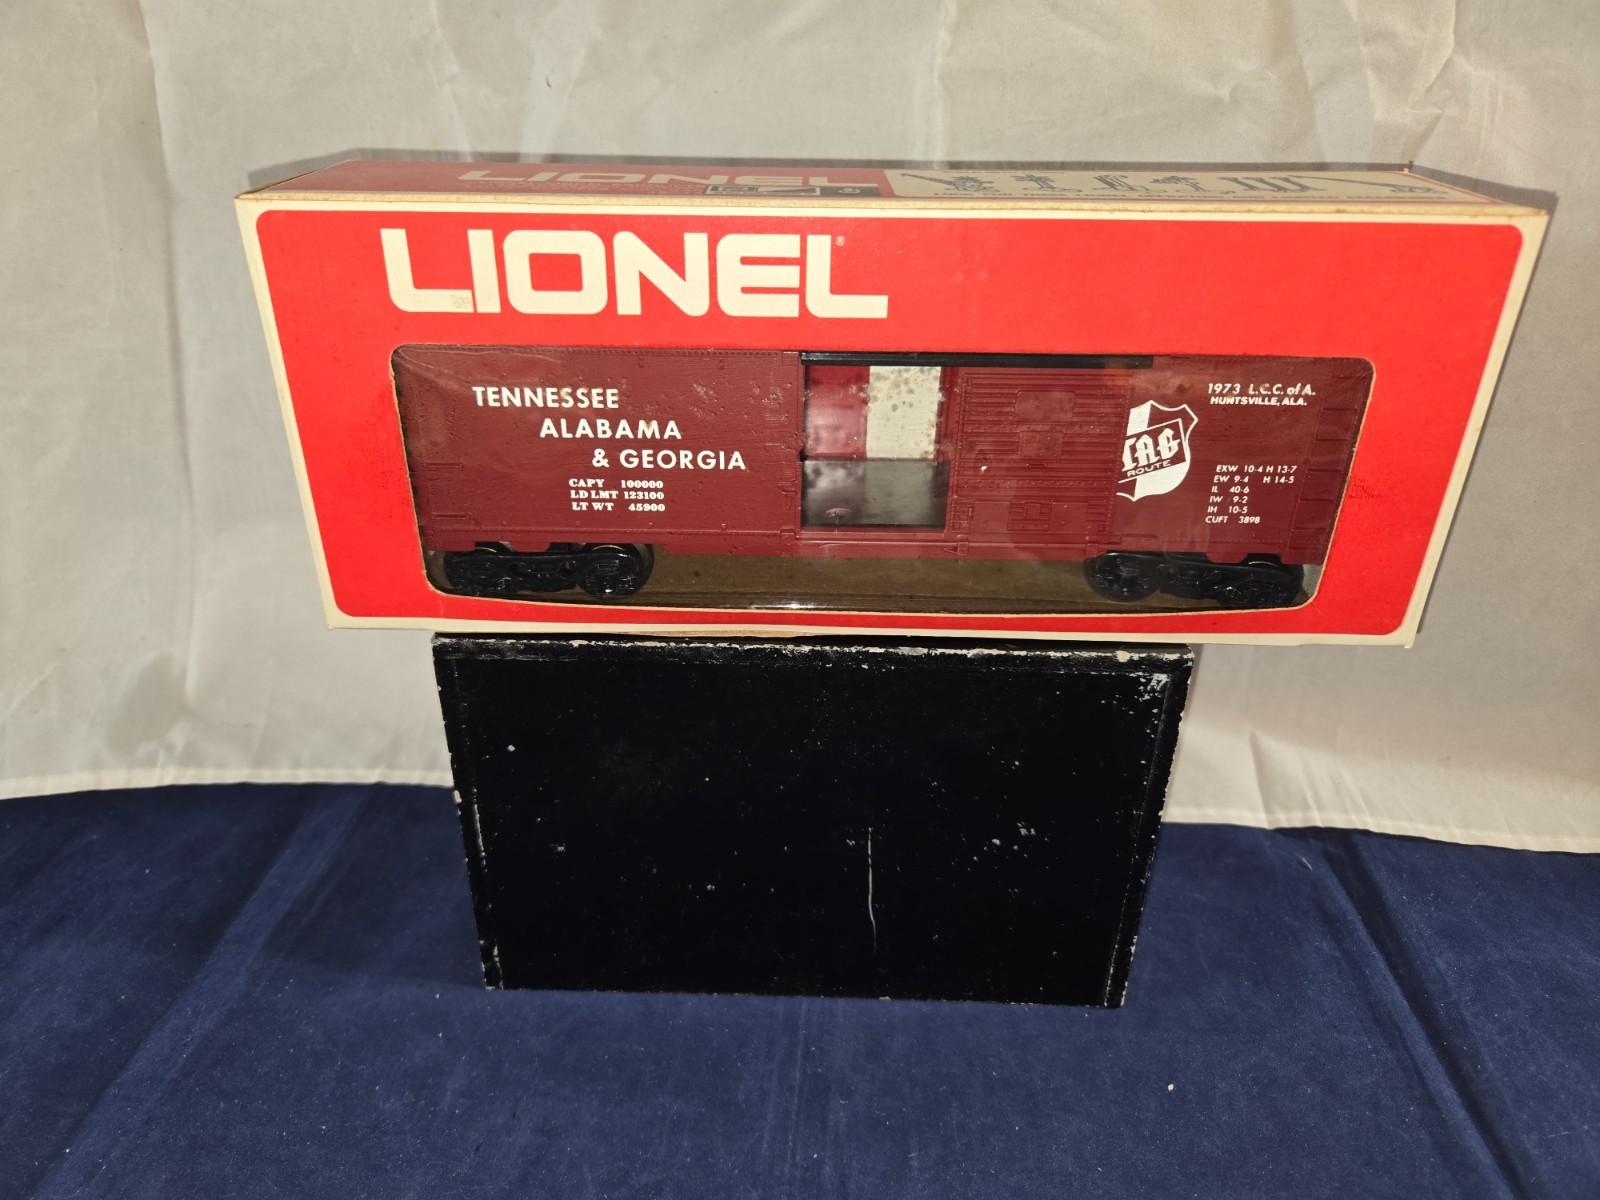 LIONEL
LIONEL®
TENNESSEE
ALABAMA
& GEORGIA
CAPY 100000
LD LMT 123100
LT WT 45900
1973 L.C.C. of A.
HUNTSVILLE, ALA.
TAG
ROUTE
EXW 10-4 H 13-7
EW 9-4 H 14-5
IL 40-6
IW 9-2
IH 10-5
CUFT 3898